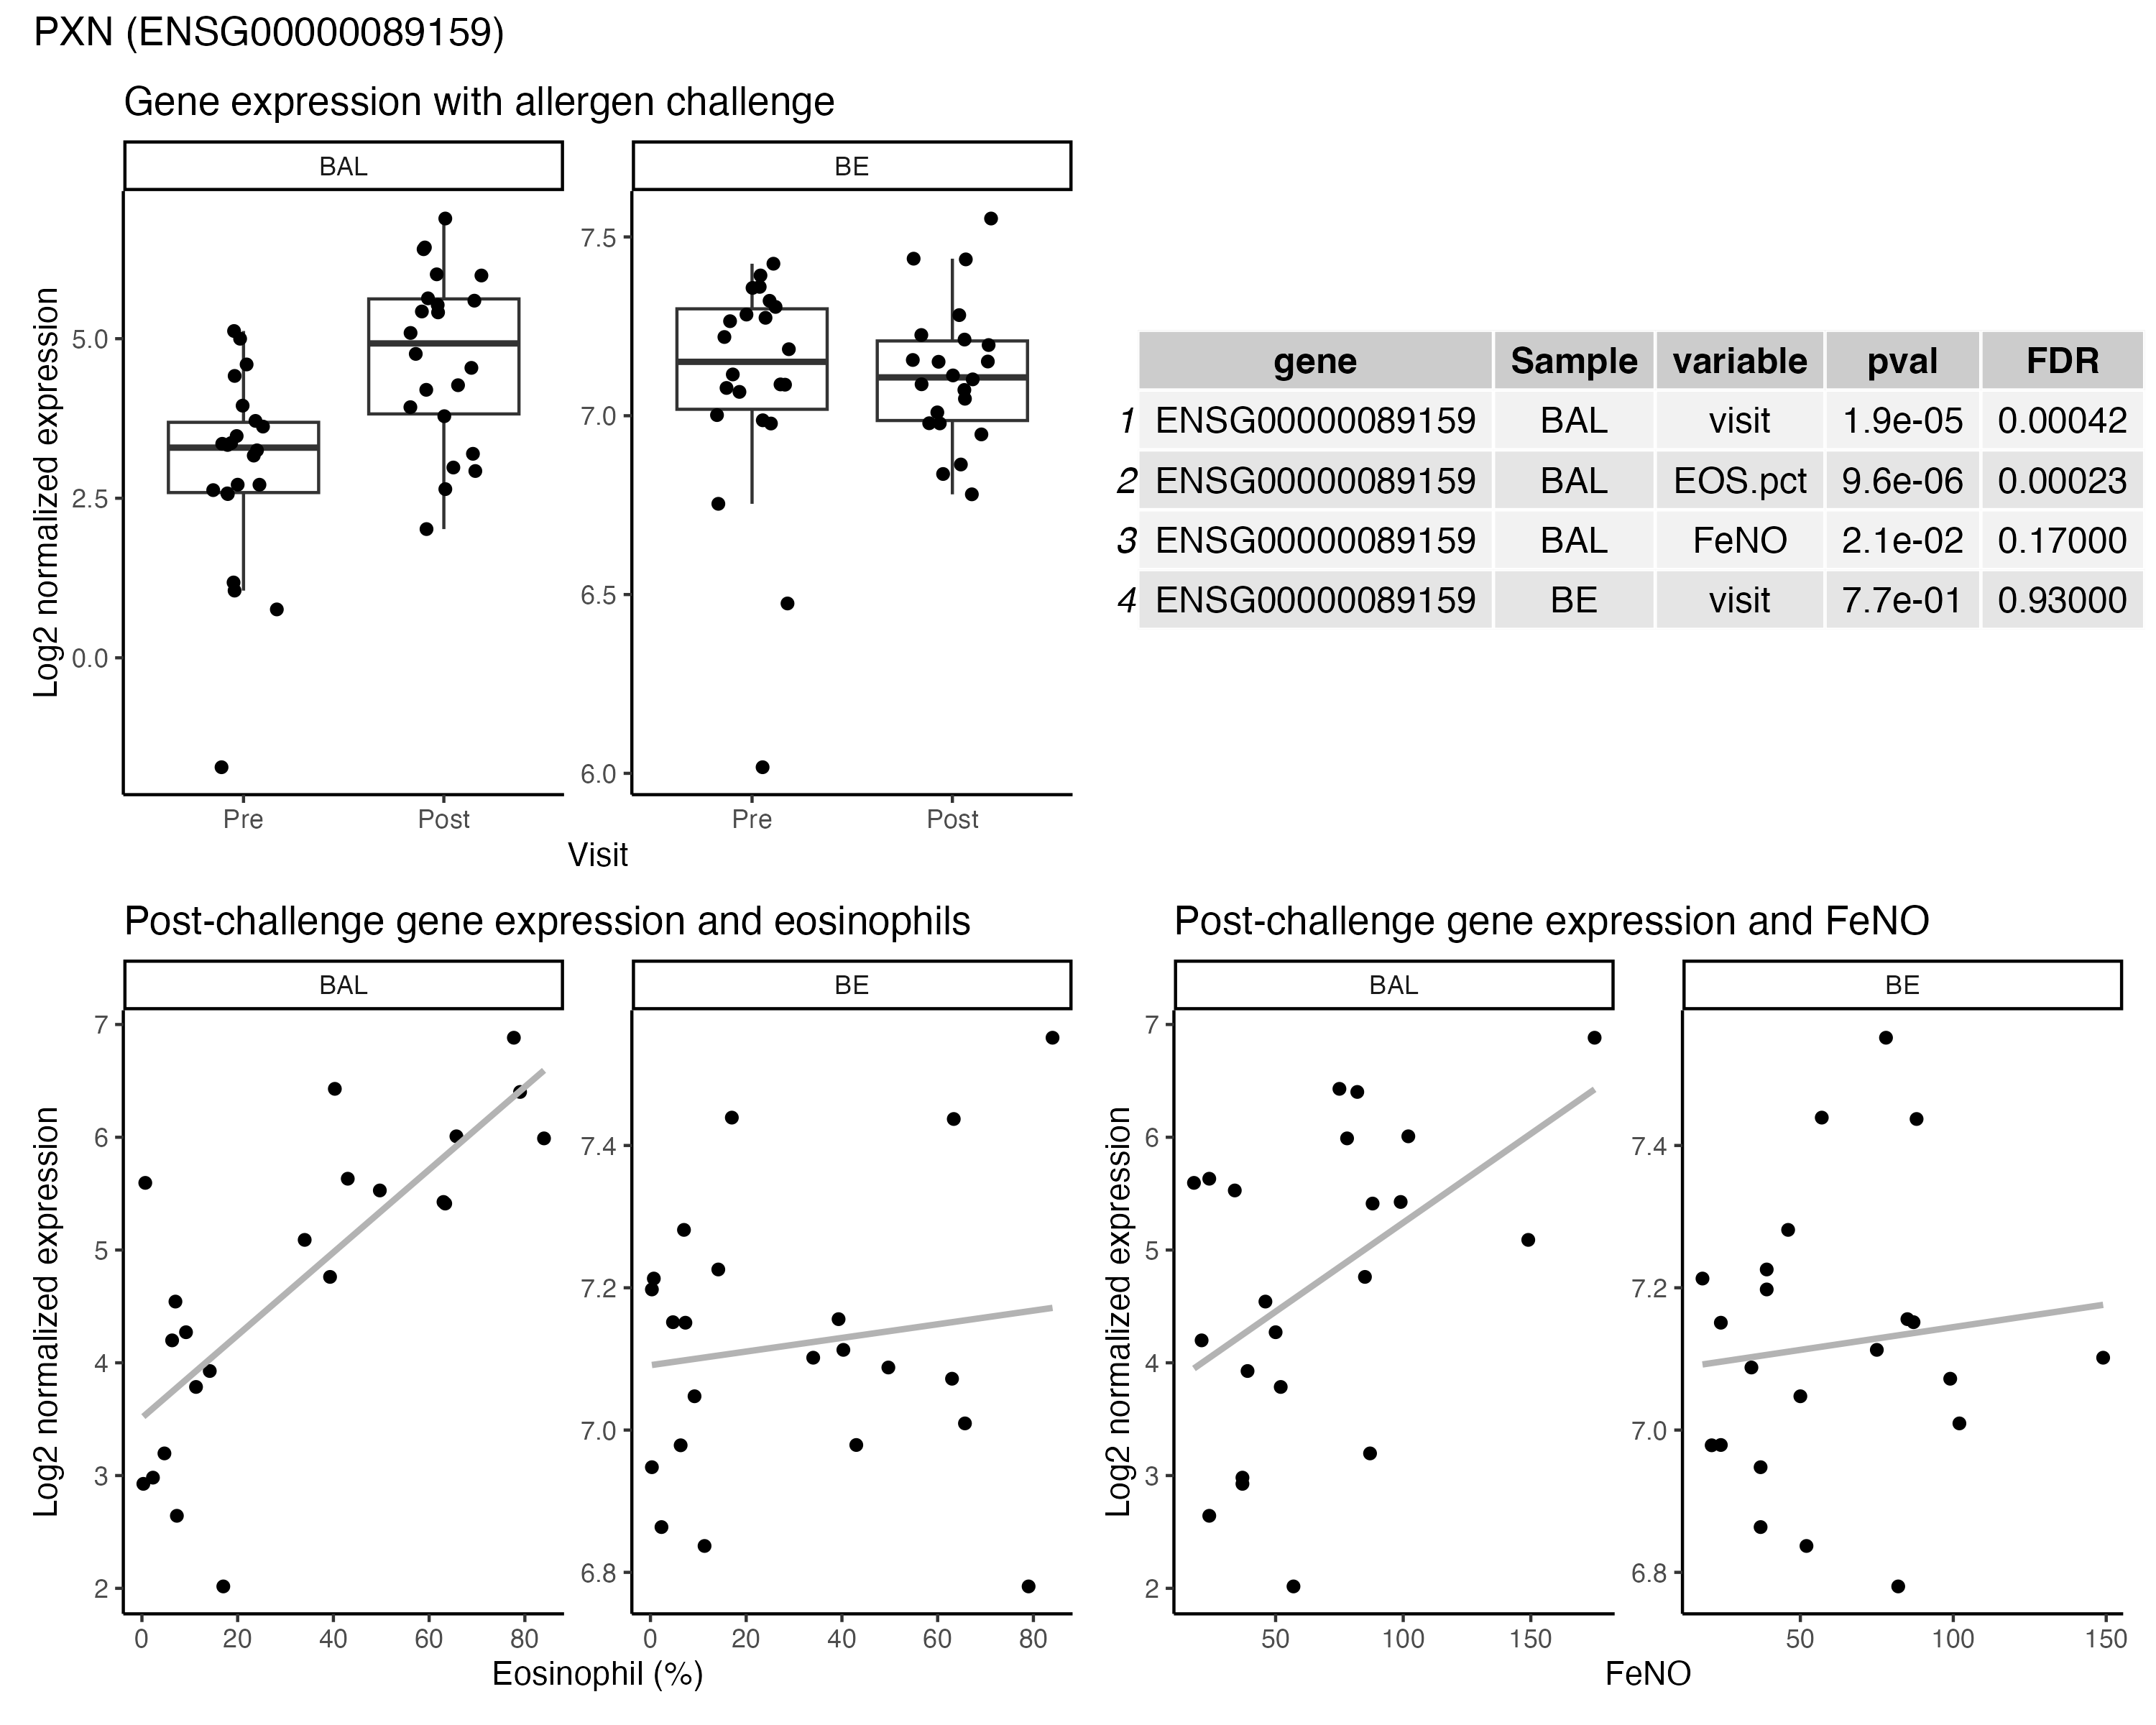 PXN (ENSG00000089159)
Gene expression with allergen challenge
BAL
BE
Log2 normalized expression
5.0
2.5
0.0
7.5
7.0
6.5
6.0
Pre
Post
Pre
Post
Visit
gene Sample variable pval FDR
1 ENSG00000089159 BAL visit 1.9e-05 0.00042
2 ENSG00000089159 BAL EOS.pct 9.6e-06 0.00023
3 ENSG00000089159 BAL FeNO 2.1e-02 0.17000
4 ENSG00000089159 BE visit 7.7e-01 0.93000
Post-challenge gene expression and eosinophils
BAL
BE
Log2 normalized expression
7
6
5
4
3
2
7.4
7.2
7.0
6.8
0 20 40 60 80
0 20 40 60 80
Eosinophil (%)
Post-challenge gene expression and FeNO
BAL
BE
Log2 normalized expression
7
6
5
4
3
2
7.4
7.2
7.0
6.8
50 100 150
50 100 150
FeNO